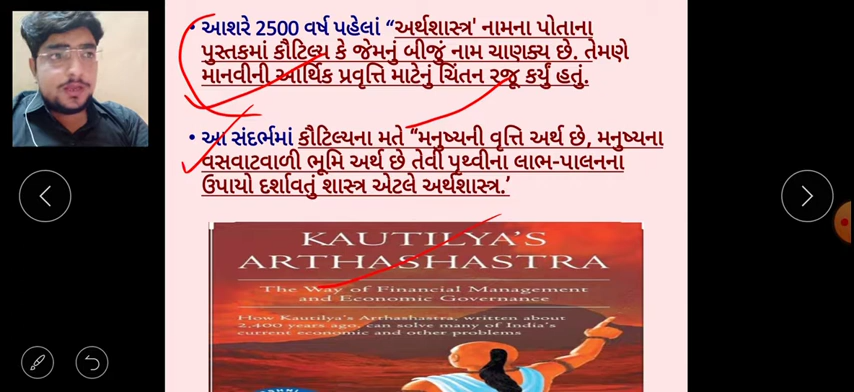 • આશરે 2500 વર્ષ પહેલાં “અર્થશાસ્ત્ર' નામના પોતાના
પુસ્તકમાં કૌટિલ્ય કે જેમનું બીજું નામ ચાણક્ય છે. તેમણે
માનવીની આર્થિક પ્રવૃત્તિ માટેનું ચિંતન રજૂ કર્યું હતું.
• આ સંદર્ભમાં કૌટિલ્યના મતે “મનુષ્યની વૃત્તિ અર્થ છે, મનુષ્યના
વસવાટવાળી ભૂમિ અર્થ છે તેવી પૃથ્વીના લાભ-પાલનના
ઉપાયો દર્શાવતું શાસ્ત્ર એટલે અર્થશાસ્ત્ર.’
KAUTILYA'S
ARTHASHASTRA
The Way of Financial Management
and Economic Governance
How Kautilya's Arthashastra, written about
2,400 years ago, can solve many of India's
current economic and other problems